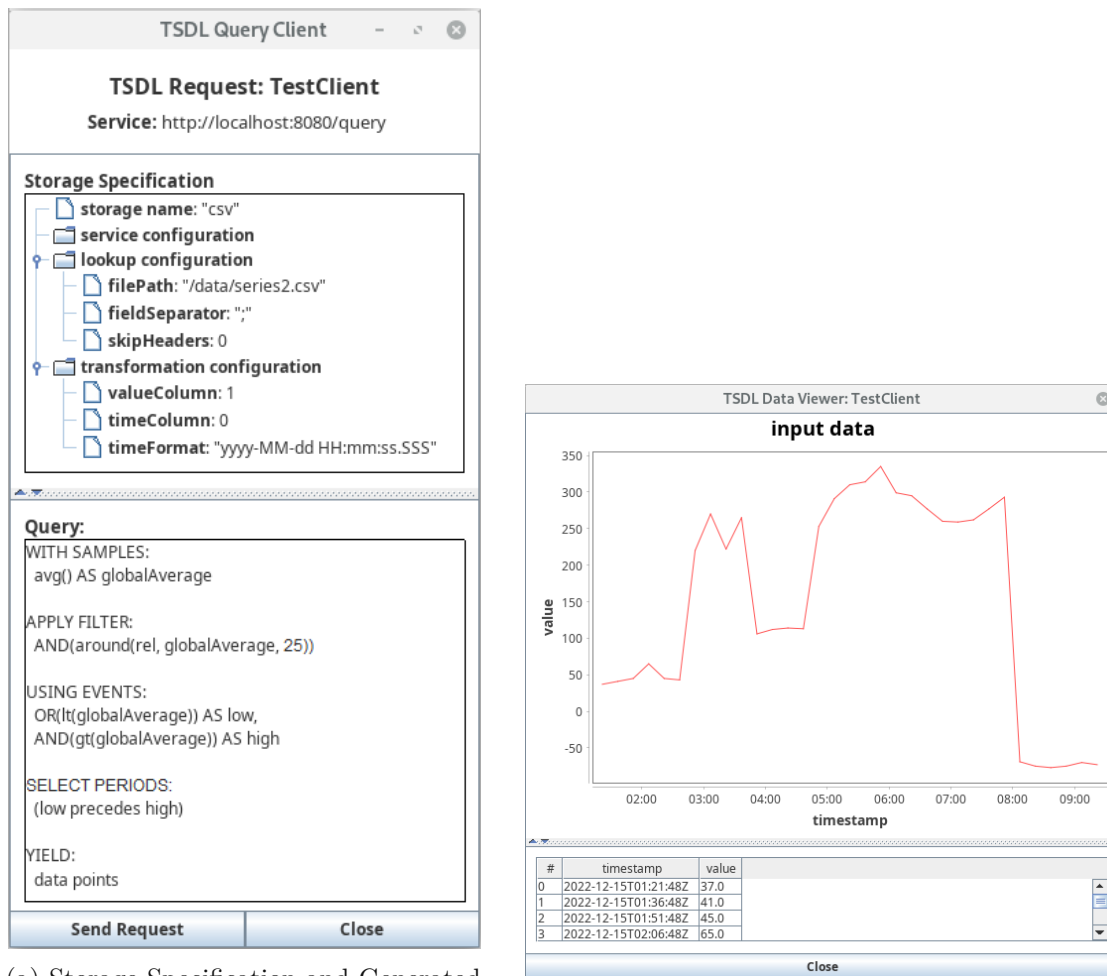 TSDL Query Client
TSDL Request: TestClient
Service: http://localhost:8080/query
Storage Specification
storage name: "csv"
service configuration
lookup configuration
filePath: "/data/series2.csv"
fieldSeparator: ";"
skipHeaders: 0
transformation configuration
valueColumn: 1
timeColumn: 0
timeFormat: "yyyy-MM-dd HH:mm:ss.SSS"
Query:
WITH SAMPLES:
avg() AS globalAverage
APPLY FILTER:
AND(around(rel, globalAverage, 25))
USING EVENTS:
OR(lt(globalAverage)) AS low,
AND(gt(globalAverage)) AS high
SELECT PERIODS:
(low precedes high)
YIELD:
data points
Send Request
Close
(a) Storage Specification and Generated
TSDL Data Viewer: TestClient
input data
350
300
250
200
150
100
50
0
-50
value
02:00 03:00 04:00 05:00 06:00 07:00 08:00 09:00
timestamp
# timestamp value
0 2022-12-15T01:21:48Z 37.0
1 2022-12-15T01:36:48Z 41.0
2 2022-12-15T01:51:48Z 45.0
3 2022-12-15T02:06:48Z 65.0
Close